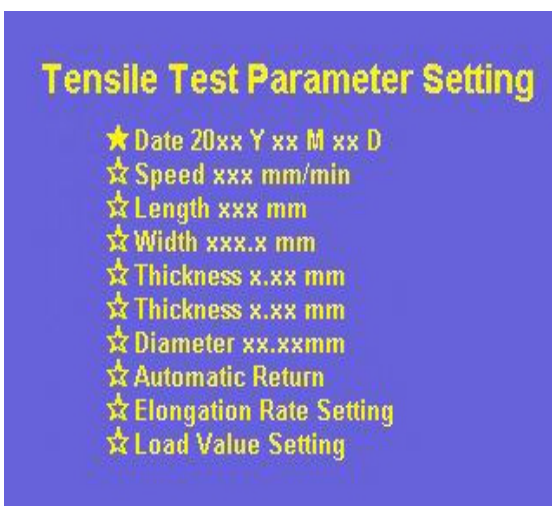 Tensile Test Parameter Setting
★ Date 20xx Y xx M xx D
☆ Speed xxx mm/min
☆ Length xxx mm
☆ Width xxx.x mm
☆ Thickness x.xx mm
☆ Thickness x.xx mm
☆ Diameter xx.xxmm
☆ Automatic Return
☆ Elongation Rate Setting
☆ Load Value Setting